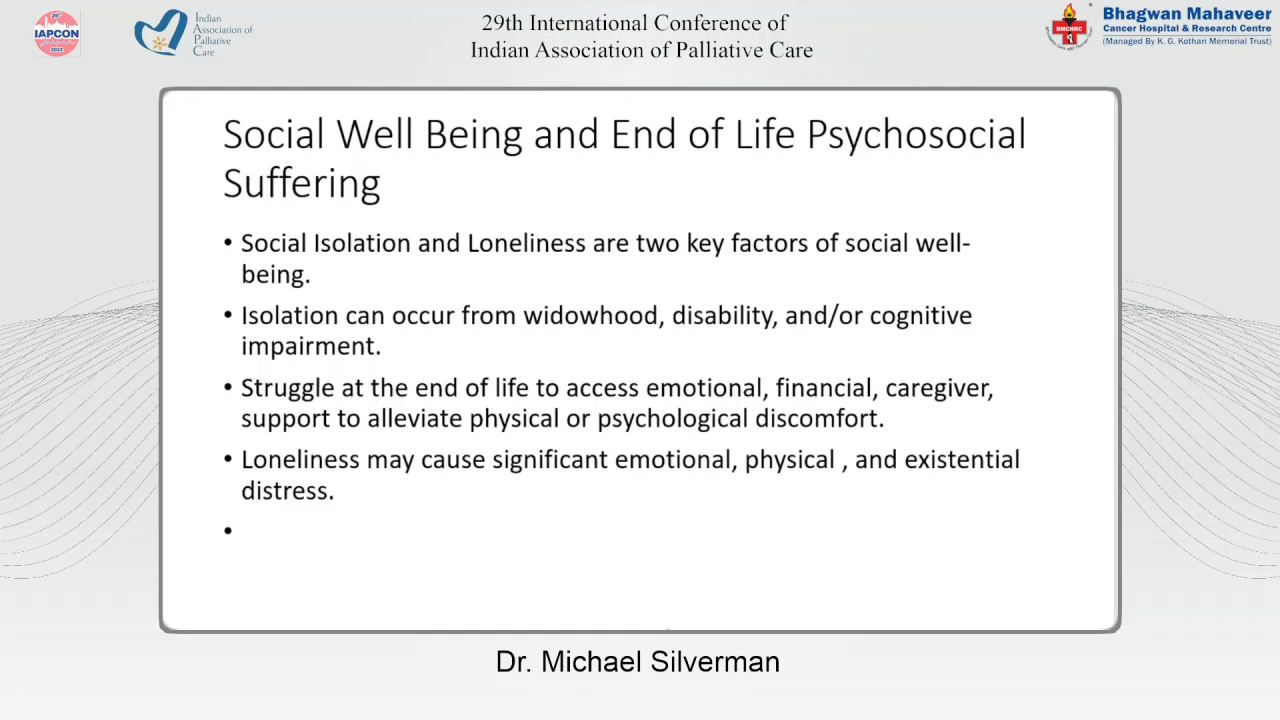 29th
IAPCON
2022
Indian
Association of
Palliative
Care
29th International Conference of
Indian Association of Palliative Care
BMCHRC
Bhagwan Mahaveer
Cancer Hospital & Research Centre
(Managed By K. G. Kothari Memorial Trust)
Social Well Being and End of Life Psychosocial
Suffering
• Social Isolation and Loneliness are two key factors of social well-
being.
• Isolation can occur from widowhood, disability, and/or cognitive
impairment.
• Struggle at the end of life to access emotional, financial, caregiver,
support to alleviate physical or psychological discomfort.
• Loneliness may cause significant emotional, physical , and existential
distress.
•
Dr. Michael Silverman